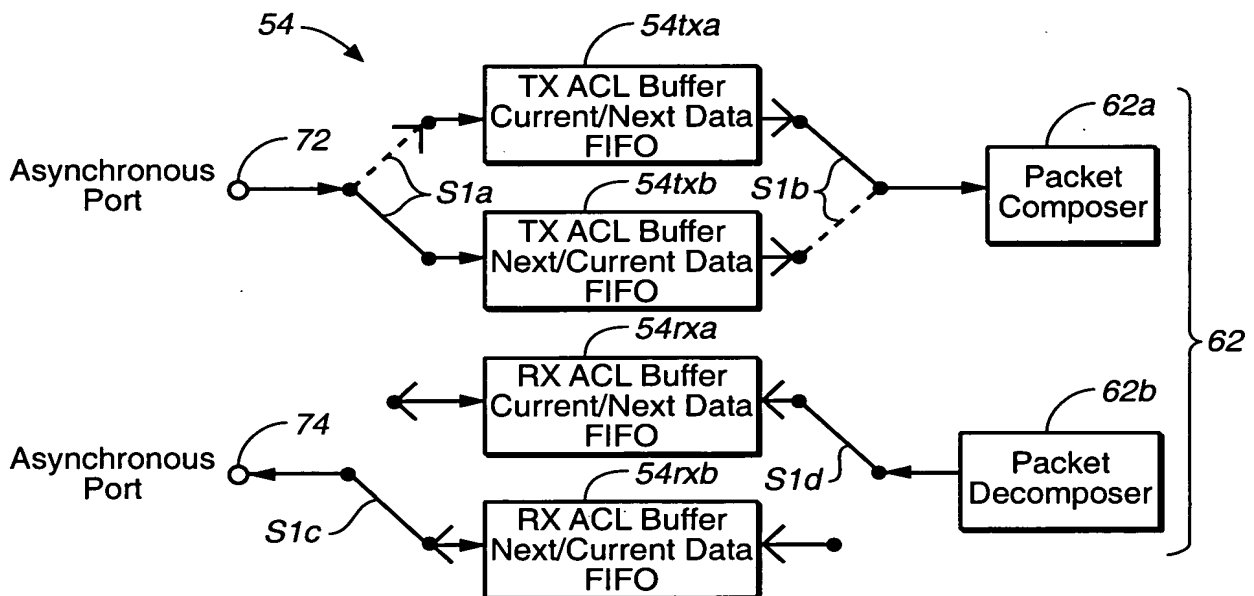 54
54txa
TX ACL Buffer
Current/Next Data
FIFO
62a
72
Asynchronous
Port
S1a
54txb
S1b
Packet
Composer
TX ACL Buffer
Next/Current Data
FIFO
62
54rxa
RX ACL Buffer
Current/Next Data
FIFO
62b
74
Asynchronous
Port
S1c
54rxb
S1d
Packet
Decomposer
RX ACL Buffer
Next/Current Data
FIFO